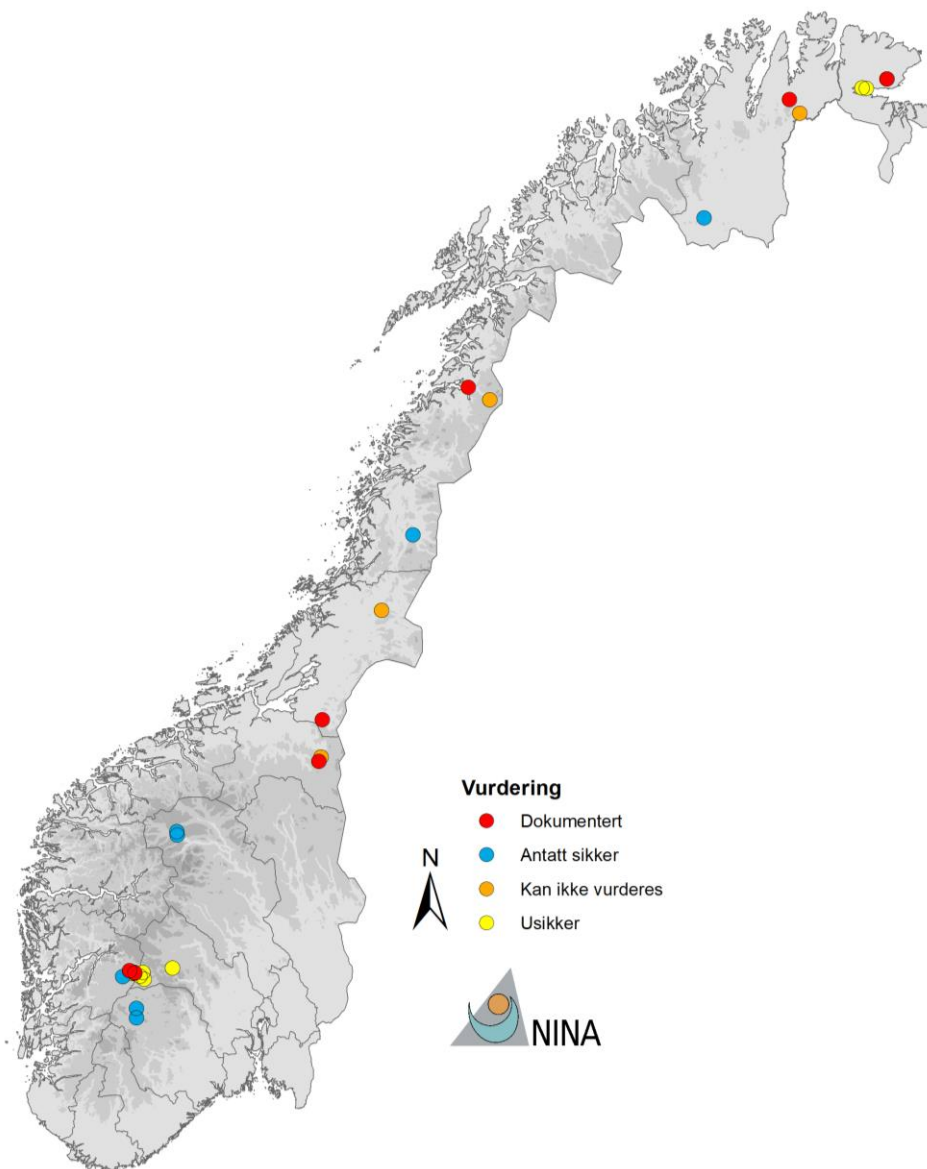 Vurdering
Dokumentert
Antatt sikker
Kan ikke vurderes
Usikker
N
NINA